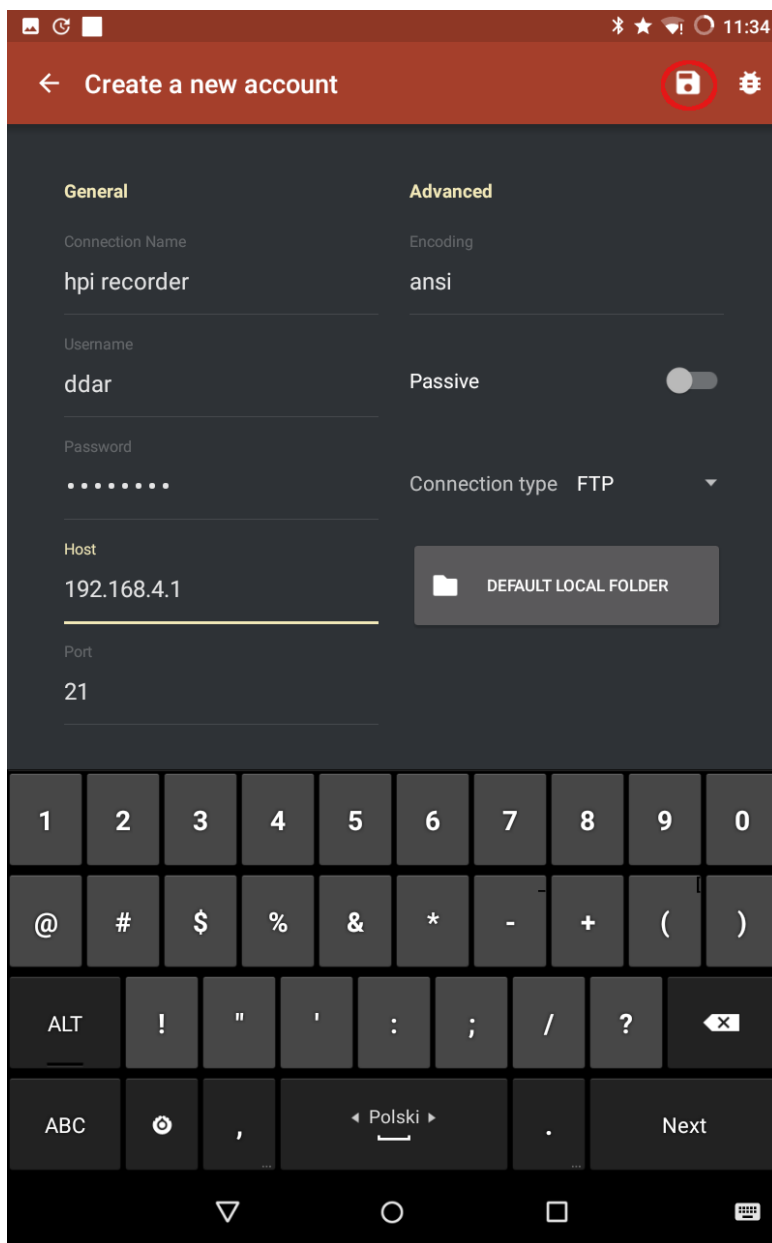 11:34
Create a new account
General
Connection Name
hpi recorder
Username
ddar
Password
••••••••
Host
192.168.4.1
Port
21
Advanced
Encoding
ansi
Passive
Connection type FTP
DEFAULT LOCAL FOLDER
1 2 3 4 5 6 7 8 9 0
@ # $ % & * - + ( )
ALT ! " ' : ; / ?
ABC , Polski . Next